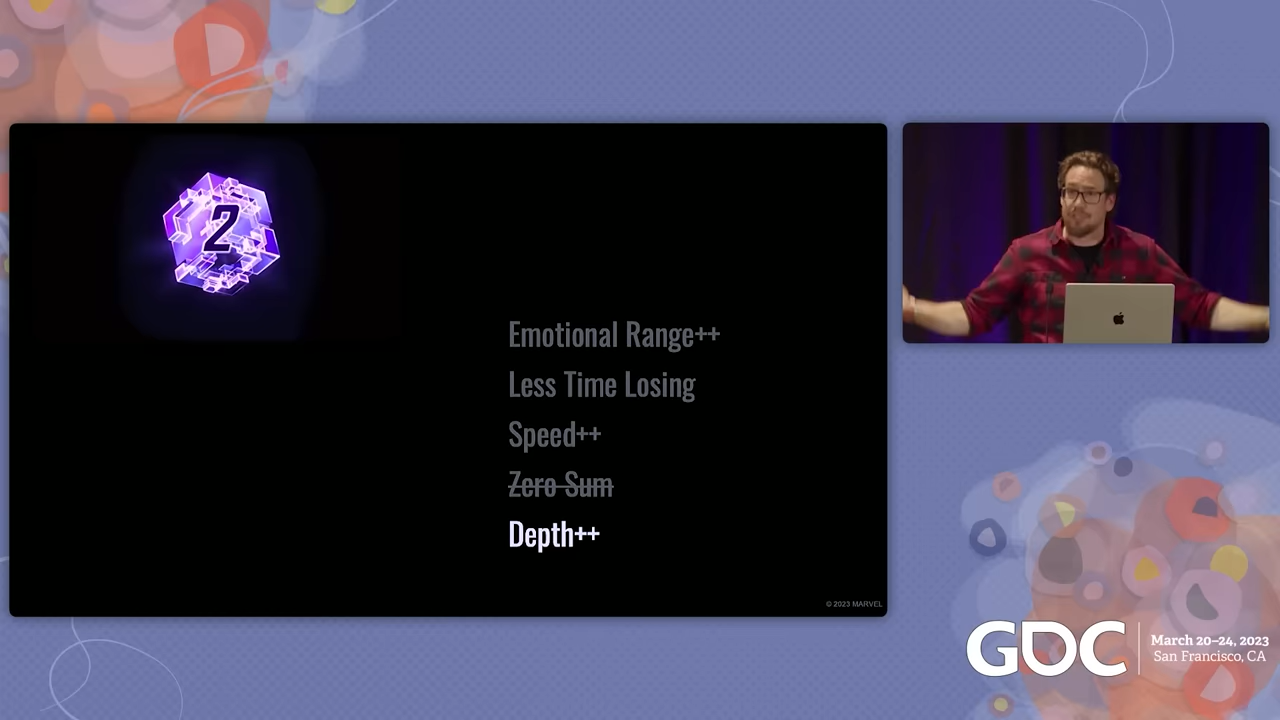 2
Emotional Range++
Less Time Losing
Speed++
Zero Sum
Depth++
© 2023 MARVEL
GDC
March 20–24, 2023
San Francisco, CA